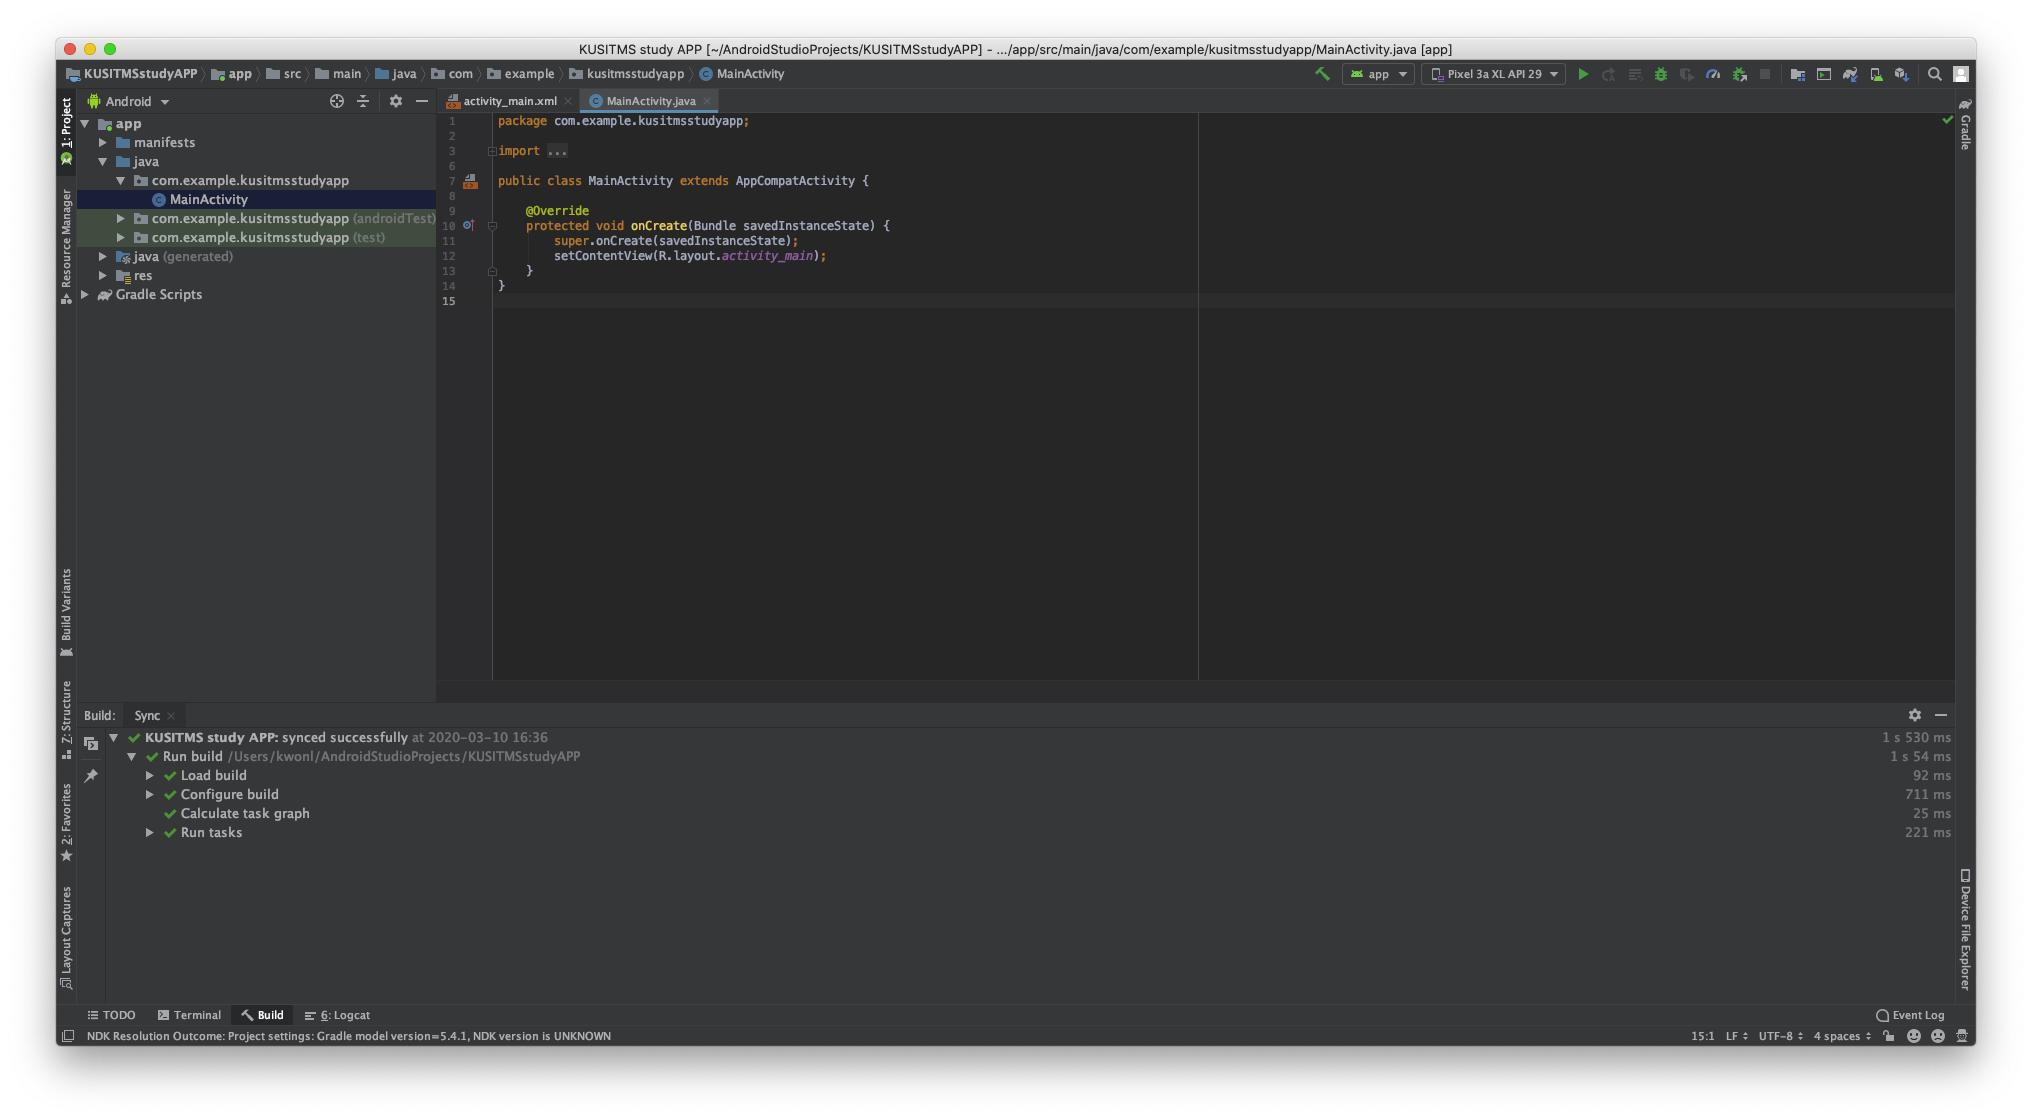 KUSITMS study APP [~/AndroidStudioProjects/KUSITMSstudyAPP] - .../app/src/main/java/com/example/kusitmsstudyapp/MainActivity.java [app]
KUSITMSstudyAPP app src main java com example kusitmsstudyapp MainActivity
app Pixel 3a XL API 29
1: Project
Resource Manager
Build Variants
Z: Structure
2: Favorites
Layout Captures
Android
app
manifests
java
com.example.kusitmsstudyapp
MainActivity
com.example.kusitmsstudyapp (androidTest)
com.example.kusitmsstudyapp (test)
java (generated)
res
Gradle Scripts
activity_main.xml MainActivity.java
1 package com.example.kusitmsstudyapp;
2
3 import ...
6
7 public class MainActivity extends AppCompatActivity {
8
9 @Override
10 protected void onCreate(Bundle savedInstanceState) {
11 super.onCreate(savedInstanceState);
12 setContentView(R.layout.activity_main);
13 }
14 }
15
Gradle
Device File Explorer
Build: Sync
KUSITMS study APP: synced successfully at 2020-03-10 16:36 1 s 530 ms
Run build /Users/kwonl/AndroidStudioProjects/KUSITMSstudyAPP 1 s 54 ms
Load build 92 ms
Configure build 711 ms
Calculate task graph 25 ms
Run tasks 221 ms
TODO Terminal Build 6: Logcat Event Log
NDK Resolution Outcome: Project settings: Gradle model version=5.4.1, NDK version is UNKNOWN 15:1 LF UTF-8 4 spaces